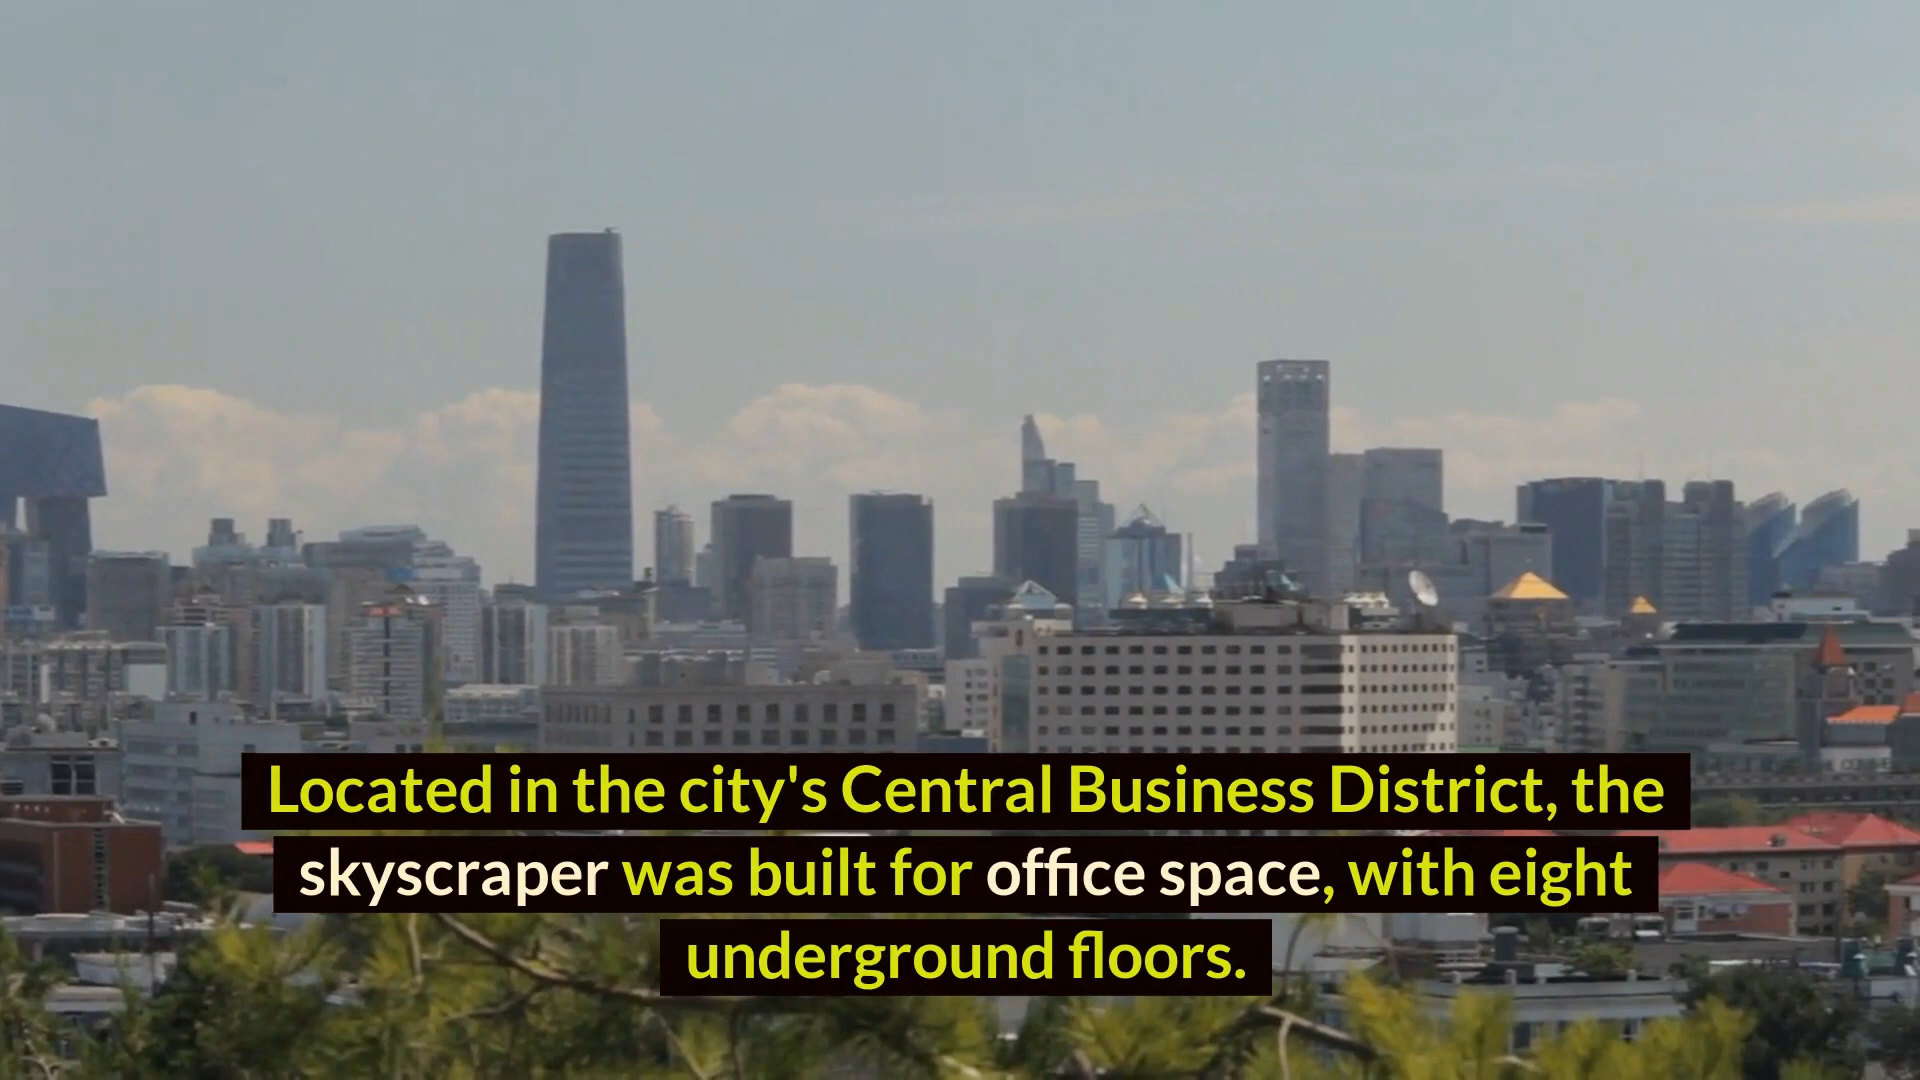 Located in the city's Central Business District, the
skyscraper was built for office space, with eight
underground floors.